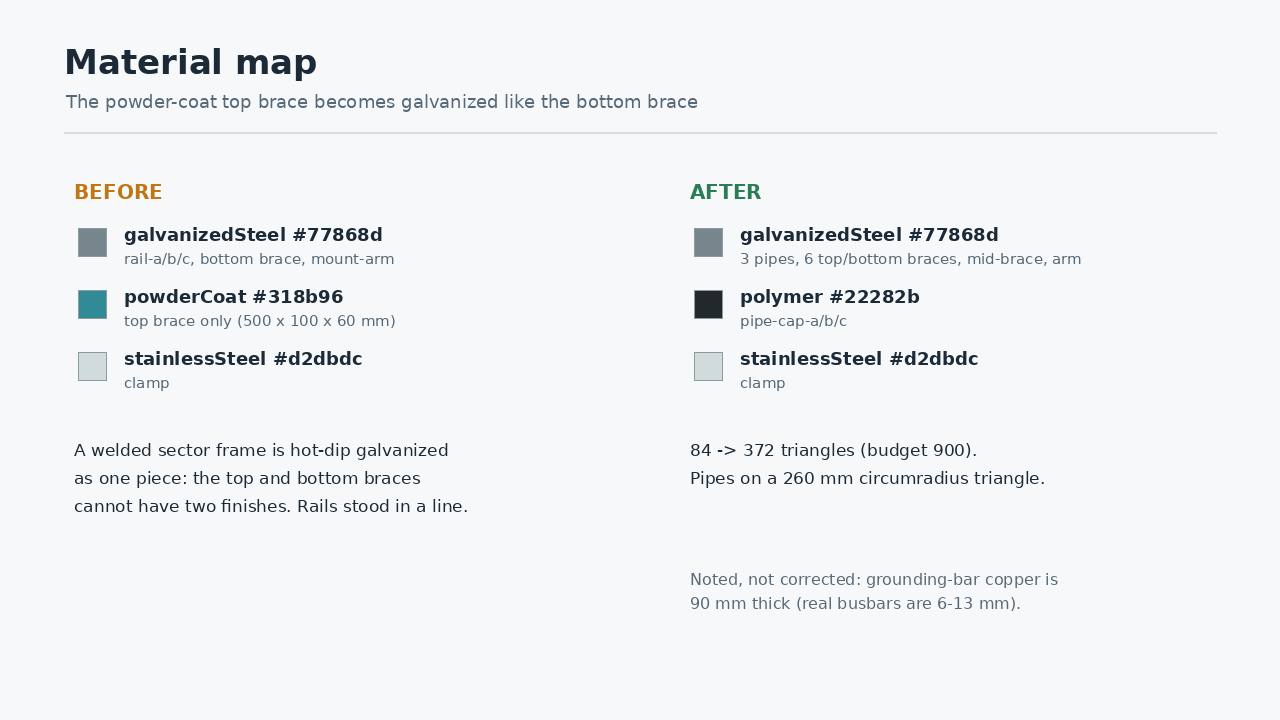 Material map
The powder-coat top brace becomes galvanized like the bottom brace
BEFORE
galvanizedSteel #77868d
rail-a/b/c, bottom brace, mount-arm
powderCoat #318b96
top brace only (500 x 100 x 60 mm)
stainlessSteel #d2dbdc
clamp
A welded sector frame is hot-dip galvanized
as one piece: the top and bottom braces
cannot have two finishes. Rails stood in a line.
AFTER
galvanizedSteel #77868d
3 pipes, 6 top/bottom braces, mid-brace, arm
polymer #22282b
pipe-cap-a/b/c
stainlessSteel #d2dbdc
clamp
84 -> 372 triangles (budget 900).
Pipes on a 260 mm circumradius triangle.
Noted, not corrected: grounding-bar copper is
90 mm thick (real busbars are 6-13 mm).